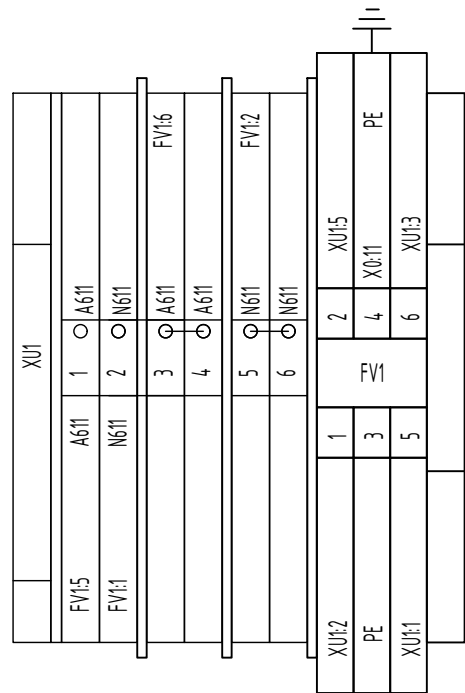 XU1
FV1:5 A611 1 A611
FV1:1 N611 2 N611
3 A611 FV1:6
4 A611
5 N611 FV1:2
6 N611
XU1:2 1 2 XU1:5
PE 3 FV1 4 X0:11 PE
XU1:1 5 6 XU1:3